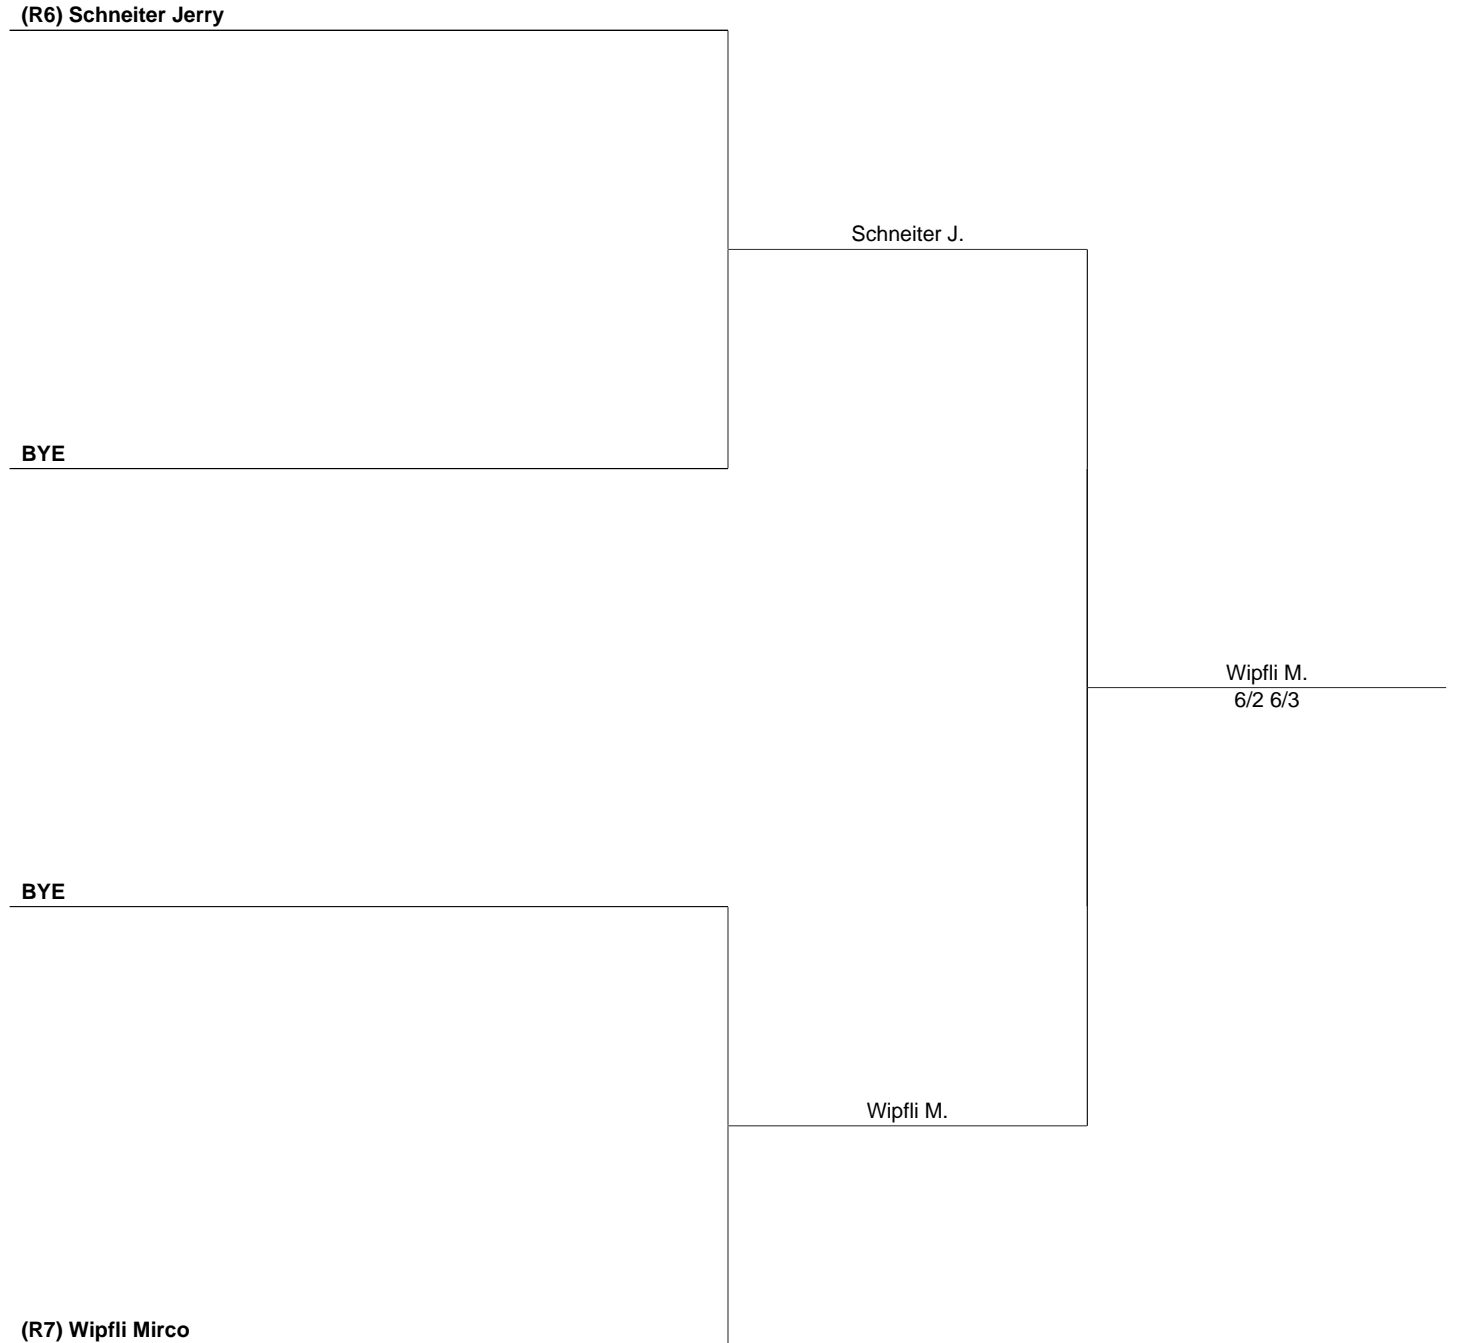 (R6) Schneiter Jerry
Schneiter J.
BYE
Wipfli M.
6/2 6/3
BYE
Wipfli M.
(R7) Wipfli Mirco